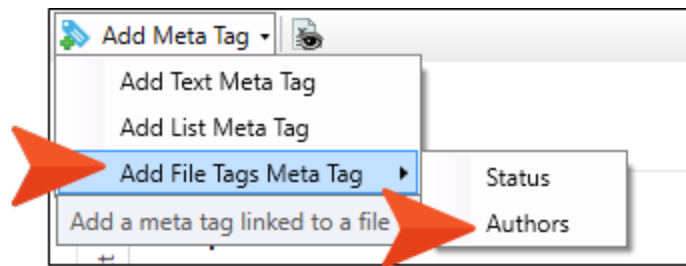 Add Meta Tag
Add Text Meta Tag
Add List Meta Tag
Add File Tags Meta Tag
Status
Add a meta tag linked to a file
Authors